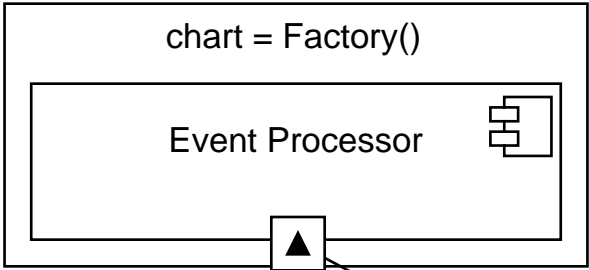 chart = Factory()
Event Processor